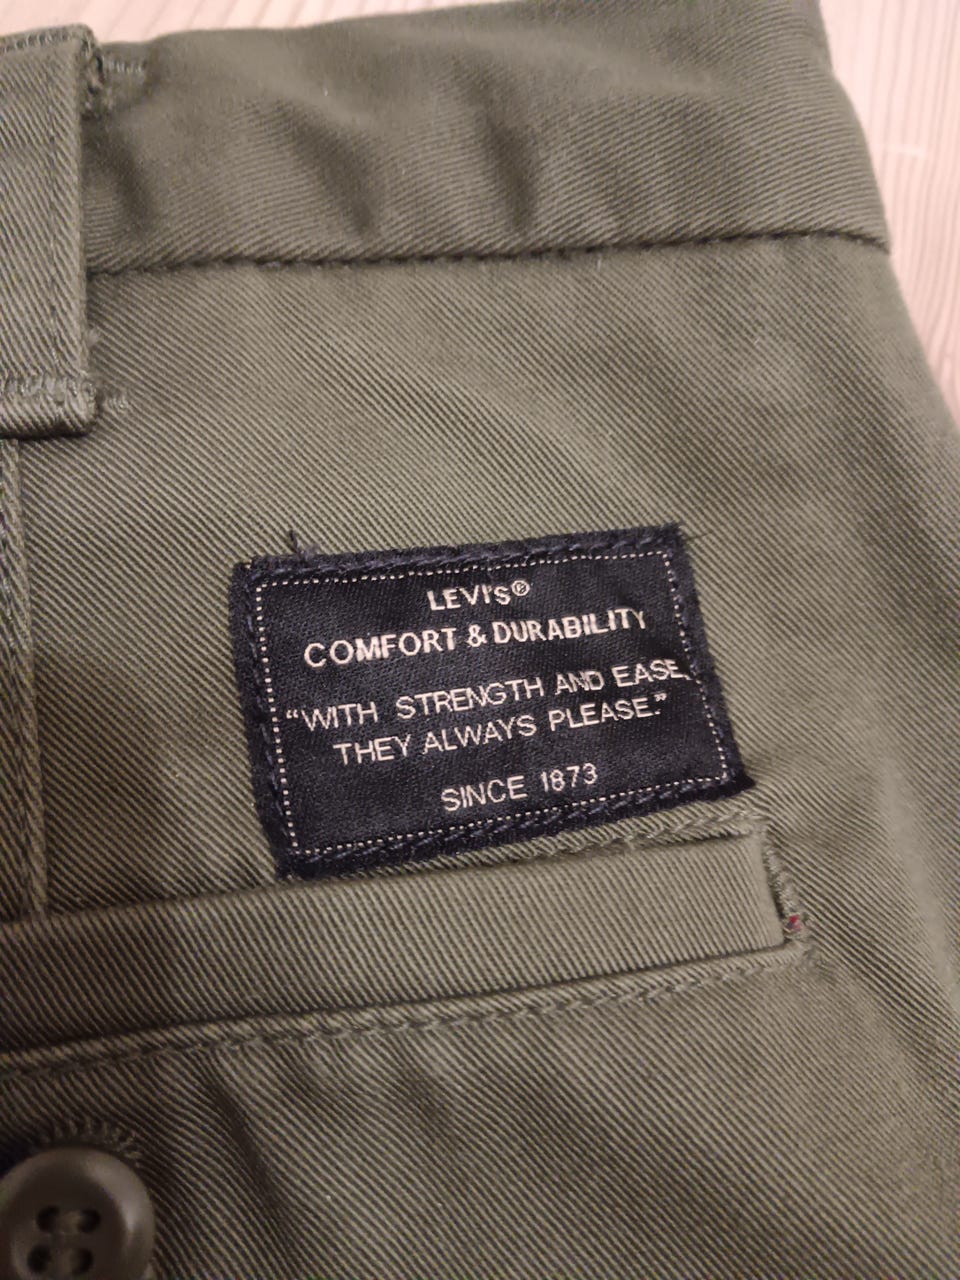 LEVI's®
COMFORT & DURABILITY
“WITH STRENGTH AND EASE,
THEY ALWAYS PLEASE.”
SINCE 1873